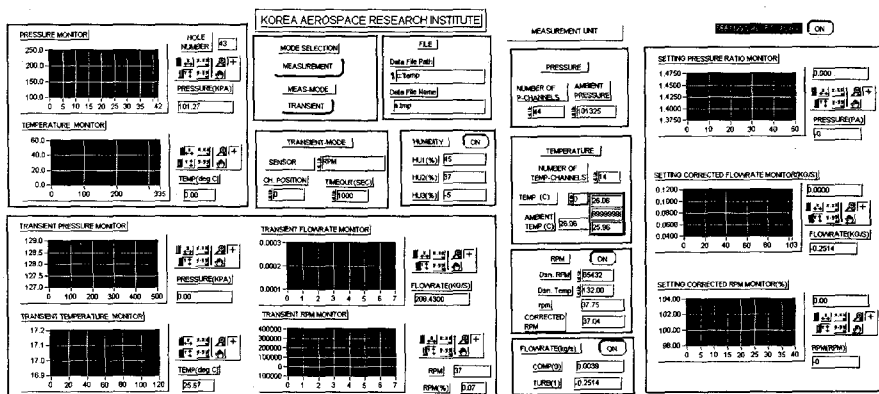 KOREA AEROSPACE RESEARCH INSTITUTE
PRESSURE MONITOR
HOLE NUMBER 43
250.0
200.0
150.0
100.0
0 5 10 15 20 25 30 35 42
PRESSURE(KPA)
101.27
TEMPERATURE MONITOR
60.0
40.0
20.0
0.0
0 100 200 335
TEMP(deg C)
0.00
MODE SELECTION
MEASUREMENT
MEAS-MODE
TRANSIENT
FILE
Data File Path
c:\temp
Data File Name
a.tmp
TRANSIENT-MODE
SENSOR RPM
CH. POSITION TIMEOUT(SEC)
0 1000
HUMIDITY ON
HU1(%) 45
HU2(%) 37
HU3(%) -5
TRANSIENT PRESSURE MONITOR
129.0
128.5
128.0
127.5
127.0
0 100 200 300 400 500
PRESSURE(KPA)
0.00
TRANSIENT TEMPERATURE MONITOR
17.2
17.1
17.0
16.9
0 20 40 60 80 100 120
TEMP(deg C)
25.57
TRANSIENT FLOWRATE MONITOR
0.0003
0.0002
0.0001
0 1 2 3 4 5 6 7
FLOWRATE(KG/S)
208.4300
TRANSIENT RPM MONITOR
400000
300000
200000
100000
0
100000
0 1 2 3 4 5 6 7
RPM 37
RPM(%) 0.07
MEASUREMENT UNIT
PRESSURE
NUMBER OF P-CHANNELS
44
AMBIENT PRESSURE
101325
TEMPERATURE
NUMBER OF TEMP-CHANNELS 14
TEMP (C) 0 26.06
AMBIENT TEMP (C) 26.06
25.96
RPM ON
Dsn. RPM
Dsn. Temp 132.00
rpm 37.75
CORRECTED RPM 37.04
FLOWRATE(kg/s) ON
COMP(0) 0.0039
TURB(1) -0.2514
ON
SETTING PRESSURE RATIO MONITOR
1.4750
1.4500
1.4250
1.4000
1.3750
0 10 20 30 40 50
0.000
PRESSURE(PA)
-0
SETTING CORRECTED FLOWRATE MONITOR(KG/S)
0.1200
0.1000
0.0800
0.0600
0.0400
0 20 40 60 80 103
0.0000
FLOWRATE(KG/S)
-0.2514
SETTING CORRECTED RPM MONITOR(%)
104.00
102.00
100.00
98.00
0 5 10 15 20 25 30 35 40
0.00
RPM(RPM)
-0